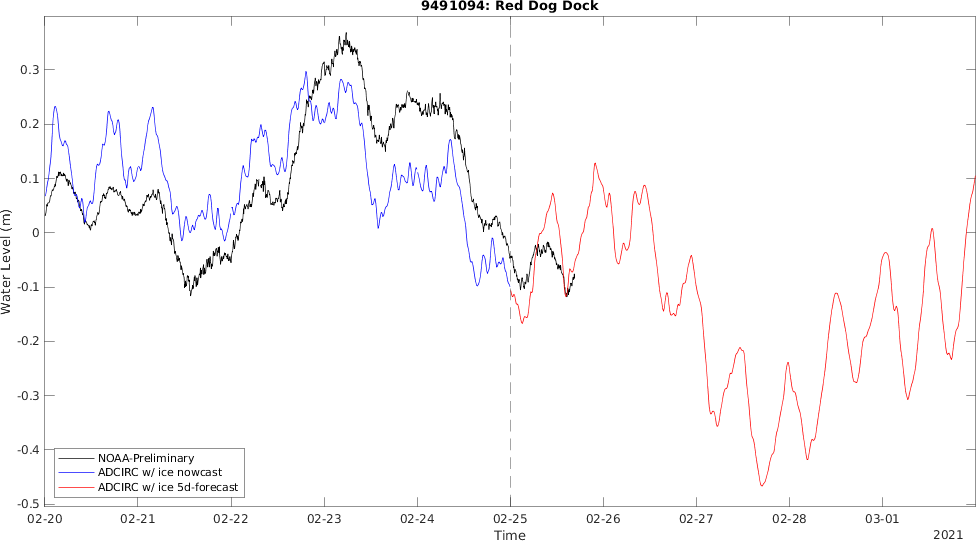 9491094: Red Dog Dock
Water Level (m)
0.3
0.2
0.1
0
-0.1
-0.2
-0.3
-0.4
-0.5
NOAA-Preliminary
ADCIRC w/ ice nowcast
ADCIRC w/ ice 5d-forecast
02-20 02-21 02-22 02-23 02-24 02-25 02-26 02-27 02-28 03-01
Time
2021